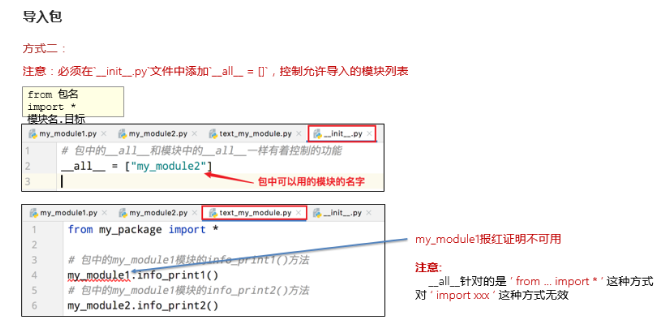 导入包
方式二：
注意：必须在`__init__.py`文件中添加`__all__ = []`，控制允许导入的模块列表
from 包名
import *
模块名.目标
my_module1.py × my_module2.py × text_my_module.py × __init__.py ×
1 # 包中的__all__和模块中的__all__一样有着控制的功能
2 __all__ = ["my_module2"]
3
包中可以用的模块的名字
my_module1.py × my_module2.py × text_my_module.py × __init__.py ×
1 from my_package import *
2
3 # 包中的my_module1模块的info_print1()方法
4 my_module1.info_print1()
5 # 包中的my_module1模块的info_print2()方法
6 my_module2.info_print2()
my_module1报红证明不可用
注意:
__all__针对的是 ’ from ... import * ’ 这种方式
对 ‘ import xxx ’ 这种方式无效